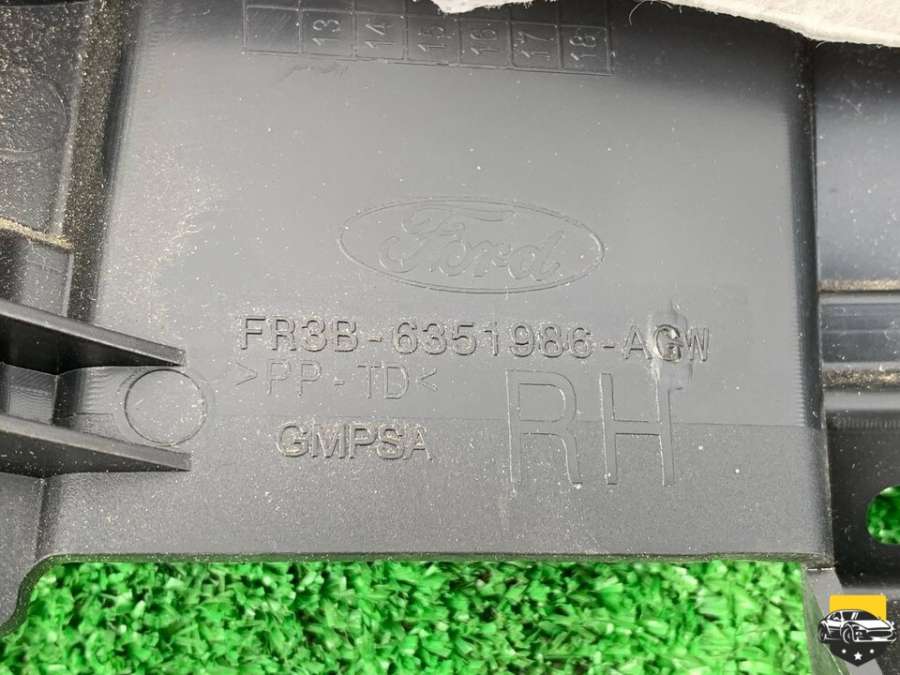 13 14 15 16 17 18
Ford
FR3B-6351986-AGW
>PP-TD<
RH
GMPSA